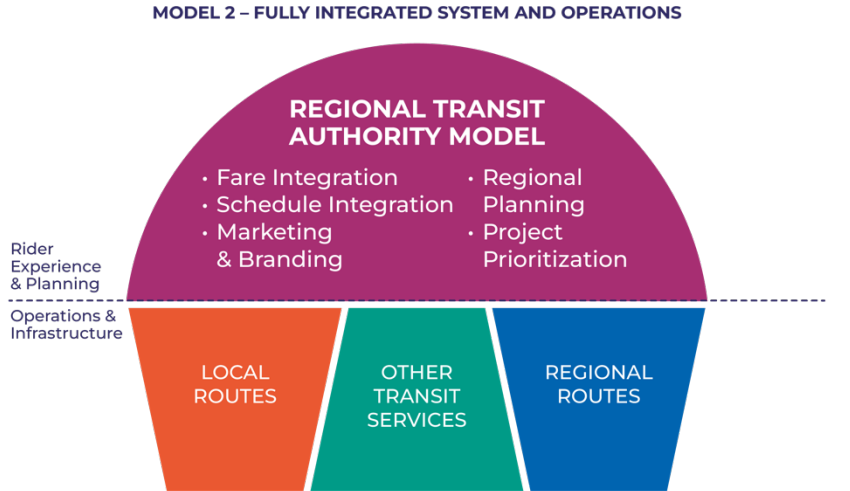 MODEL 2 – FULLY INTEGRATED SYSTEM AND OPERATIONS
REGIONAL TRANSIT
AUTHORITY MODEL
• Fare Integration
• Schedule Integration
• Marketing
& Branding
• Regional
Planning
• Project
Prioritization
Rider
Experience
& Planning
Operations &
Infrastructure
LOCAL
ROUTES
OTHER
TRANSIT
SERVICES
REGIONAL
ROUTES